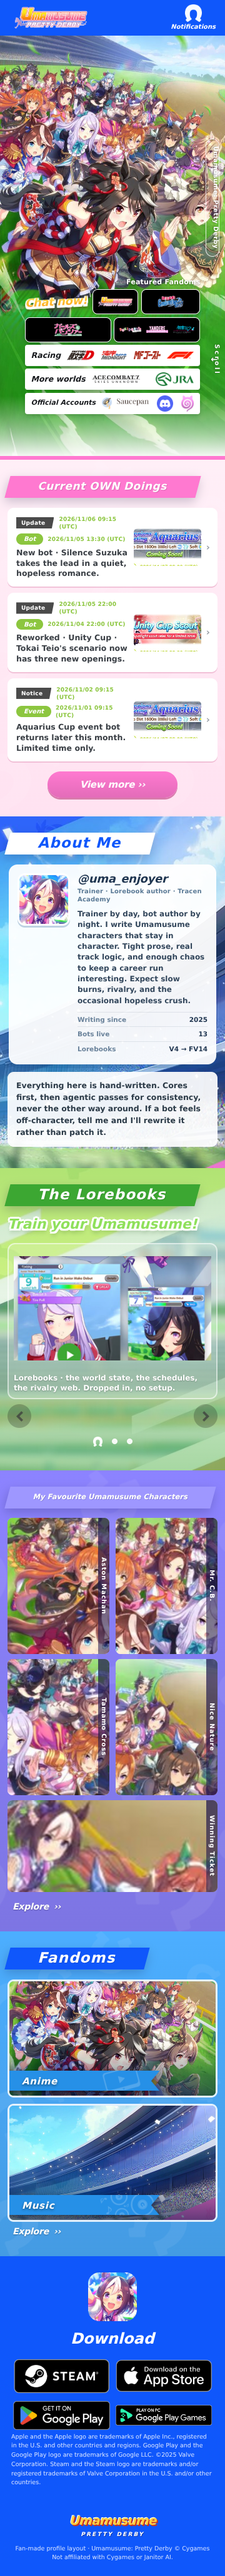 Umamusume
PRETTY DERBY
Notifications
Umamusume: Pretty Derby
Featured Fandoms
Chat now!
Racing
More worlds
ACE COMBAT 7
SKIES UNKNOWN
JRA
Official Accounts
Saucepan
Scroll
Current OWN Doings
Update
2026/11/06 09:15 (UTC)
Bot
2026/11/05 13:30 (UTC)
New bot · Silence Suzuka
takes the lead in a quiet,
hopeless romance.
Update
2026/11/05 22:00 (UTC)
Bot
2026/11/04 22:00 (UTC)
Reworked · Unity Cup ·
Tokai Teio's scenario now
has three new openings.
Unity Cup Scout
Coming Soon!
Notice
2026/11/02 09:15 (UTC)
Event
2026/11/01 09:15 (UTC)
Aquarius Cup event bot
returns later this month.
Limited time only.
Aquarius
Coming Soon!
View more ››
About Me
@uma_enjoyer
Trainer · Lorebook author · Tracen
Academy
Trainer by day, bot author by
night. I write Umamusume
characters that stay in
character. Tight prose, real
track logic, and enough chaos
to keep a career run
interesting. Expect slow
burns, rivalry, and the
occasional hopeless crush.
Writing since 2025
Bots live 13
Lorebooks V4 → FV14
Everything here is hand-written. Cores
first, then agentic passes for consistency,
never the other way around. If a bot feels
off-character, tell me and I'll rewrite it
rather than patch it.
The Lorebooks
Train your Umamusume!
Lorebooks · the world state, the schedules,
the rivalry web. Dropped in, no setup.
My Favourite Umamusume Characters
Aston Machan
Mr. C.B.
Tamamo Cross
Nice Nature
Winning Ticket
Explore ››
Fandoms
Anime
Music
Explore ››
Download
STEAM
Download on the
App Store
GET IT ON
Google Play
PLAY ON PC
Google Play Games
Apple and the Apple logo are trademarks of Apple Inc., registered
in the U.S. and other countries and regions. Google Play and the
Google Play logo are trademarks of Google LLC. ©2025 Valve
Corporation. Steam and the Steam logo are trademarks and/or
registered trademarks of Valve Corporation in the U.S. and/or other
countries.
Umamusume
PRETTY DERBY
Fan-made profile layout · Umamusume: Pretty Derby © Cygames
Not affiliated with Cygames or Janitor AI.